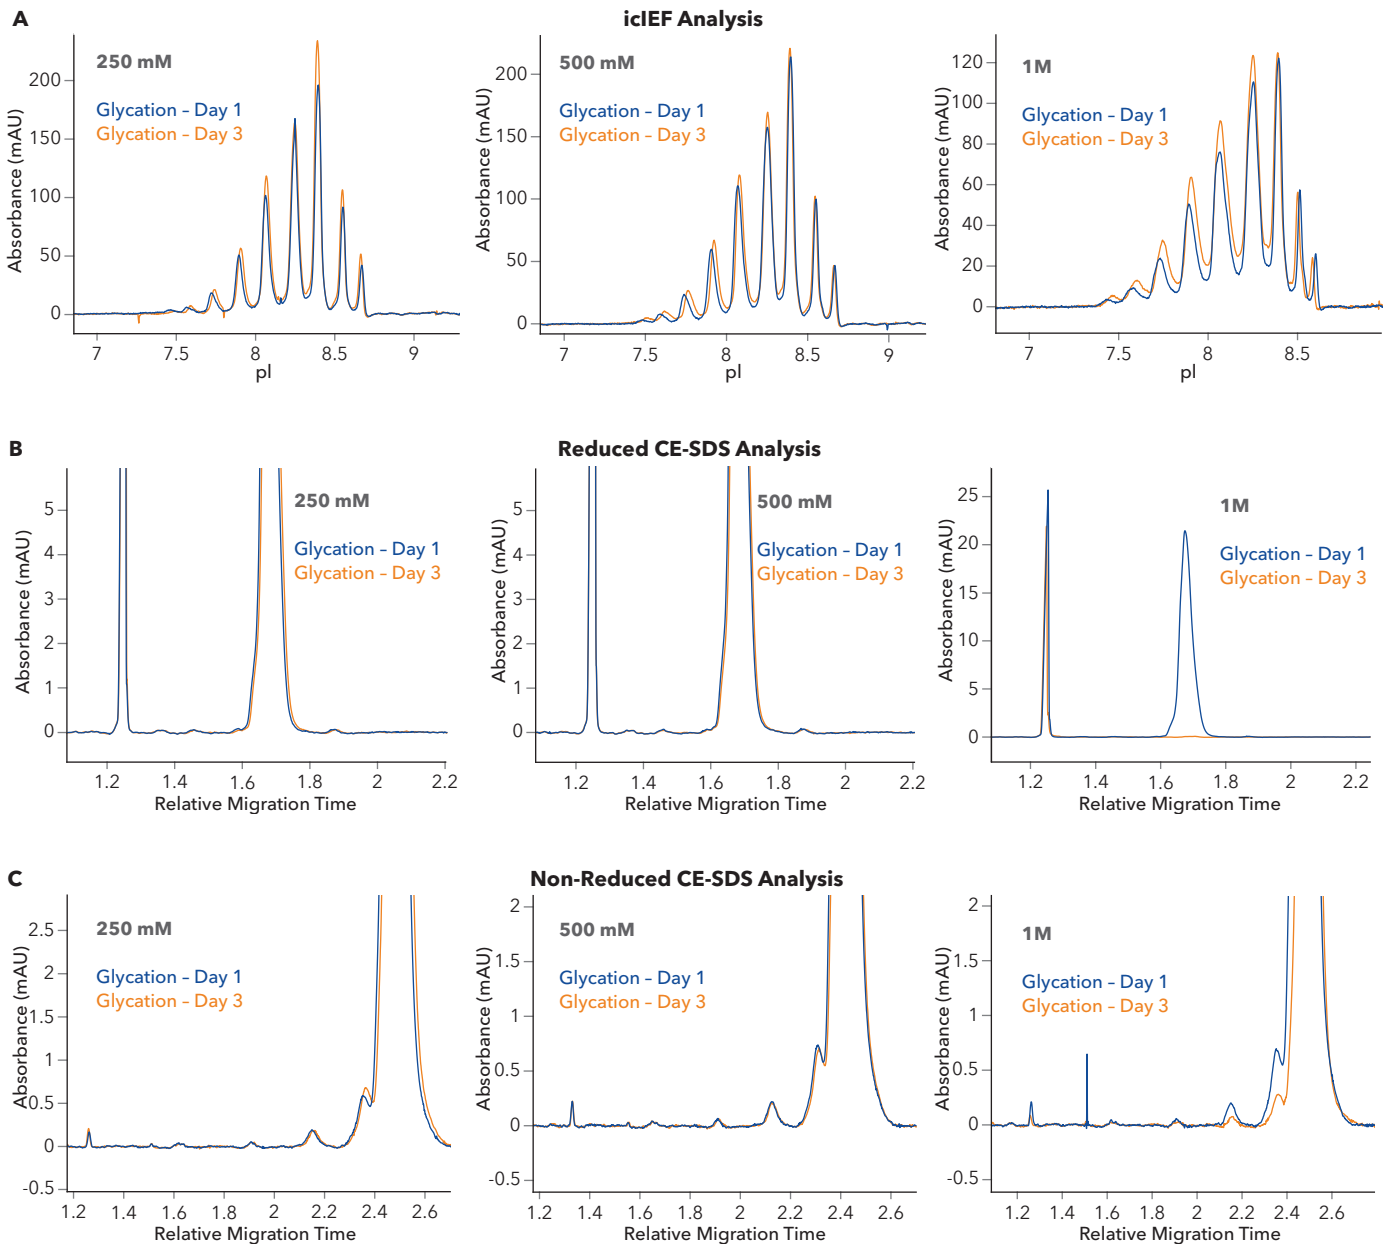 A
icIEF Analysis
250 mM
Glycation – Day 1
Glycation – Day 3
Absorbance (mAU)
200
150
100
50
0
7 7.5 8 8.5 9
pI
500 mM
Glycation – Day 1
Glycation – Day 3
Absorbance (mAU)
200
150
100
50
0
7 7.5 8 8.5 9
pI
1M
Glycation – Day 1
Glycation – Day 3
Absorbance (mAU)
120
100
80
60
40
20
0
7 7.5 8 8.5
pI
B
Reduced CE-SDS Analysis
250 mM
Glycation – Day 1
Glycation – Day 3
Absorbance (mAU)
5
4
3
2
1
0
1.2 1.4 1.6 1.8 2 2.2
Relative Migration Time
500 mM
Glycation – Day 1
Glycation – Day 3
Absorbance (mAU)
5
4
3
2
1
0
1.2 1.4 1.6 1.8 2 2.2
Relative Migration Time
1M
Glycation – Day 1
Glycation – Day 3
Absorbance (mAU)
25
20
15
10
5
0
1.2 1.4 1.6 1.8 2 2.2
Relative Migration Time
C
Non-Reduced CE-SDS Analysis
250 mM
Glycation – Day 1
Glycation – Day 3
Absorbance (mAU)
2.5
2
1.5
1
0.5
0
-0.5
1.2 1.4 1.6 1.8 2 2.2 2.4 2.6
Relative Migration Time
500 mM
Glycation – Day 1
Glycation – Day 3
Absorbance (mAU)
2
1.5
1
0.5
0
-0.5
1.2 1.4 1.6 1.8 2 2.2 2.4 2.6
Relative Migration Time
1M
Glycation – Day 1
Glycation – Day 3
Absorbance (mAU)
2
1.5
1
0.5
0
-0.5
1.2 1.4 1.6 1.8 2 2.2 2.4 2.6
Relative Migration Time